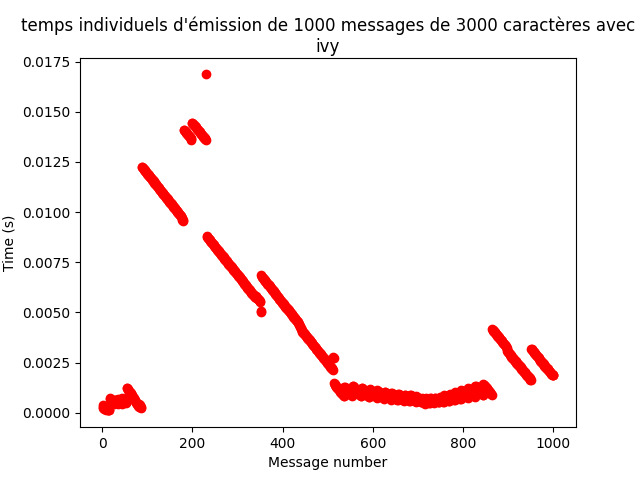 temps individuels d'émission de 1000 messages de 3000 caractères avec
ivy
0.0175
0.0150
0.0125
0.0100
0.0075
0.0050
0.0025
0.0000
Time (s)
0 200 400 600 800 1000
Message number